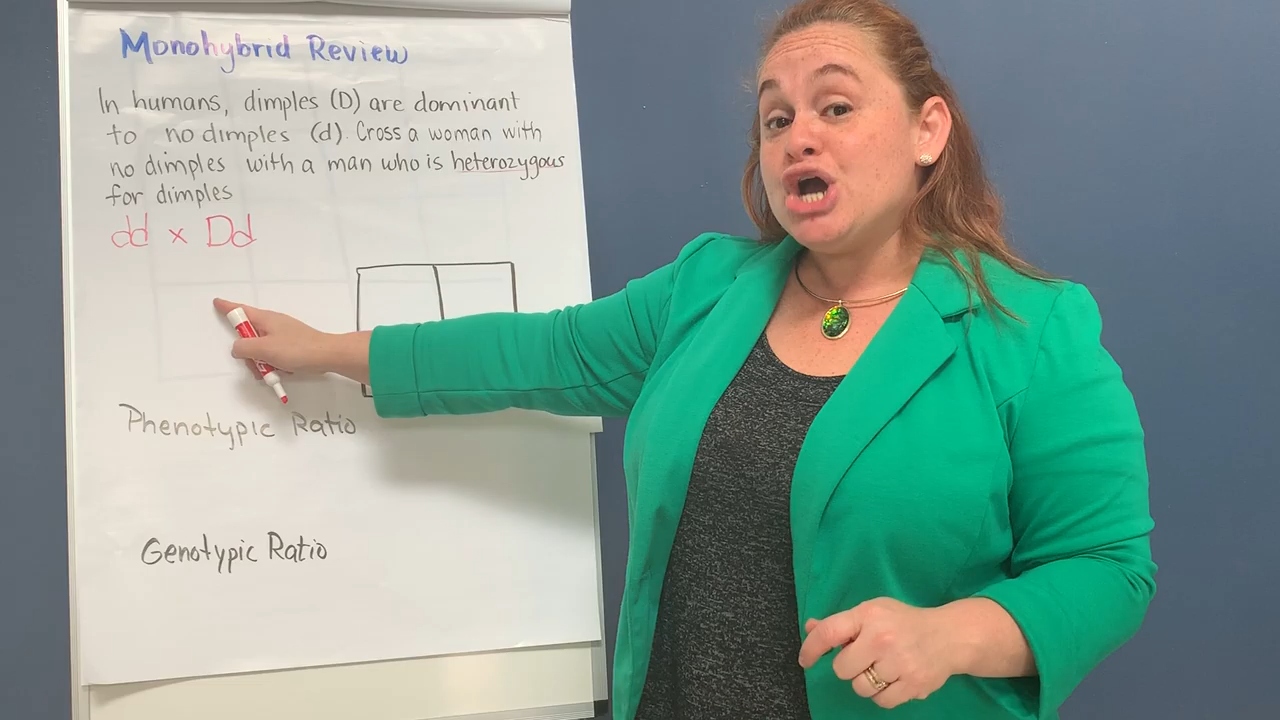 Monohybrid Review
In humans, dimples (D) are dominant
to no dimples (d). Cross a woman with
no dimples with a man who is heterozygous
for dimples
dd x Dd
Phenotypic Ratio
Genotypic Ratio